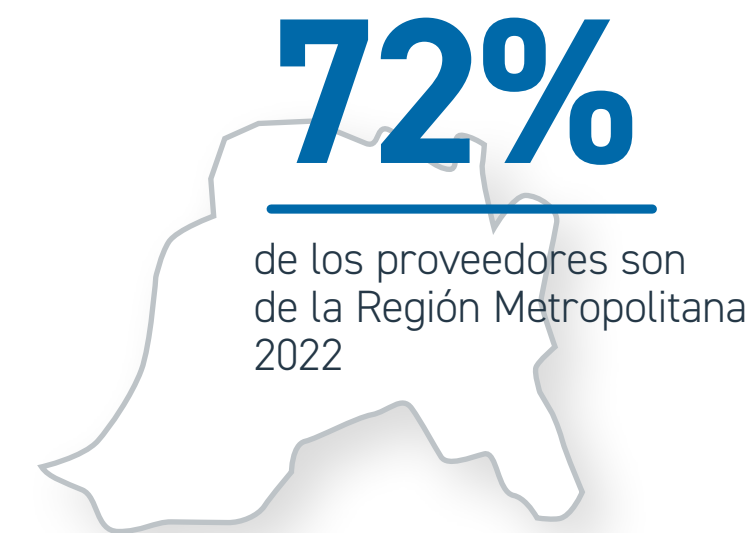 72%
de los proveedores son
de la Región Metropolitana
2022